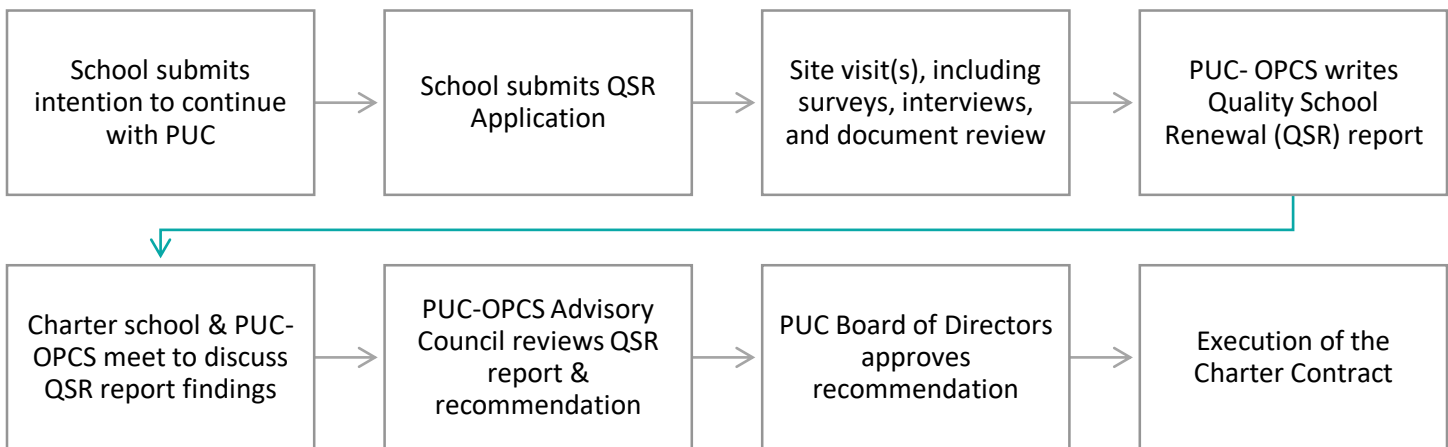 School submits
intention to continue
with PUC
School submits QSR
Application
Site visit(s), including
surveys, interviews,
and document review
PUC- OPCS writes
Quality School
Renewal (QSR) report
Charter school & PUC-
OPCS meet to discuss
QSR report findings
PUC-OPCS Advisory
Council reviews QSR
report &
recommendation
PUC Board of Directors
approves
recommendation
Execution of the
Charter Contract